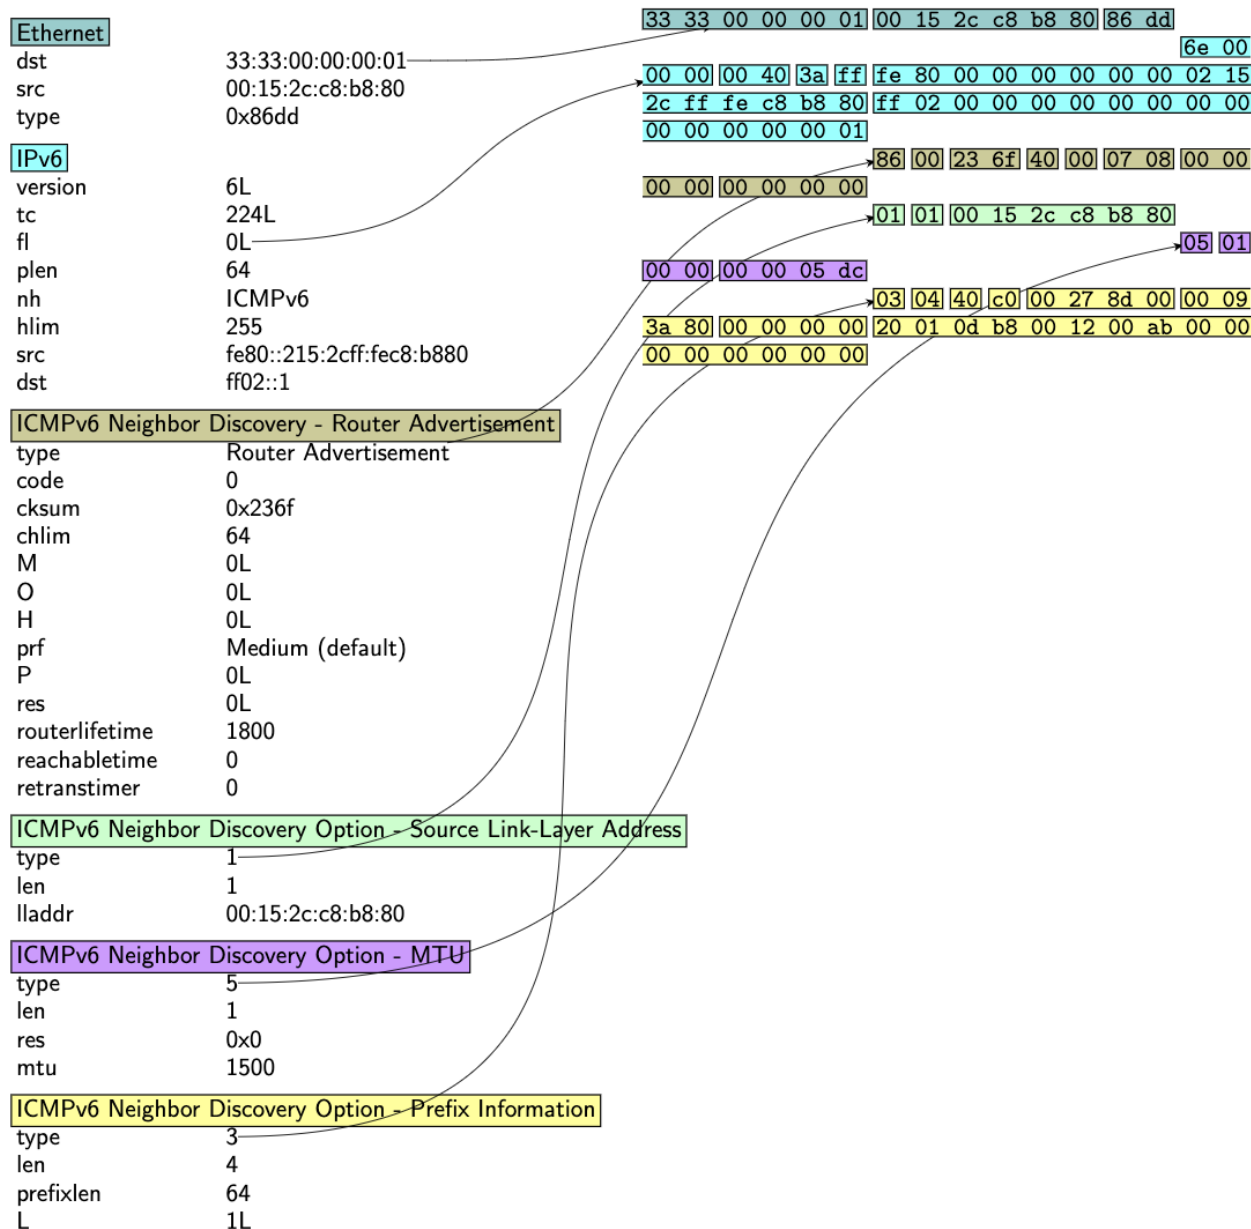 Ethernet
dst 33:33:00:00:00:01
src 00:15:2c:c8:b8:80
type 0x86dd
IPv6
version 6L
tc 224L
fl 0L
plen 64
nh ICMPv6
hlim 255
src fe80::215:2cff:fec8:b880
dst ff02::1
ICMPv6 Neighbor Discovery - Router Advertisement
type Router Advertisement
code 0
cksum 0x236f
chlim 64
M 0L
O 0L
H 0L
prf Medium (default)
P 0L
res 0L
routerlifetime 1800
reachabletime 0
retranstimer 0
ICMPv6 Neighbor Discovery Option - Source Link-Layer Address
type 1
len 1
lladdr 00:15:2c:c8:b8:80
ICMPv6 Neighbor Discovery Option - MTU
type 5
len 1
res 0x0
mtu 1500
ICMPv6 Neighbor Discovery Option - Prefix Information
type 3
len 4
prefixlen 64
L 1L
33 33 00 00 00 01 00 15 2c c8 b8 80 86 dd
6e 00
00 00 00 40 3a ff fe 80 00 00 00 00 00 00 02 15
2c ff fe c8 b8 80 ff 02 00 00 00 00 00 00 00 00
00 00 00 00 00 01
86 00 23 6f 40 00 07 08 00 00
00 00 00 00 00 00
01 01 00 15 2c c8 b8 80
05 01
00 00 00 00 05 dc
03 04 40 c0 00 27 8d 00 00 09
3a 80 00 00 00 00 20 01 0d b8 00 12 00 ab 00 00
00 00 00 00 00 00